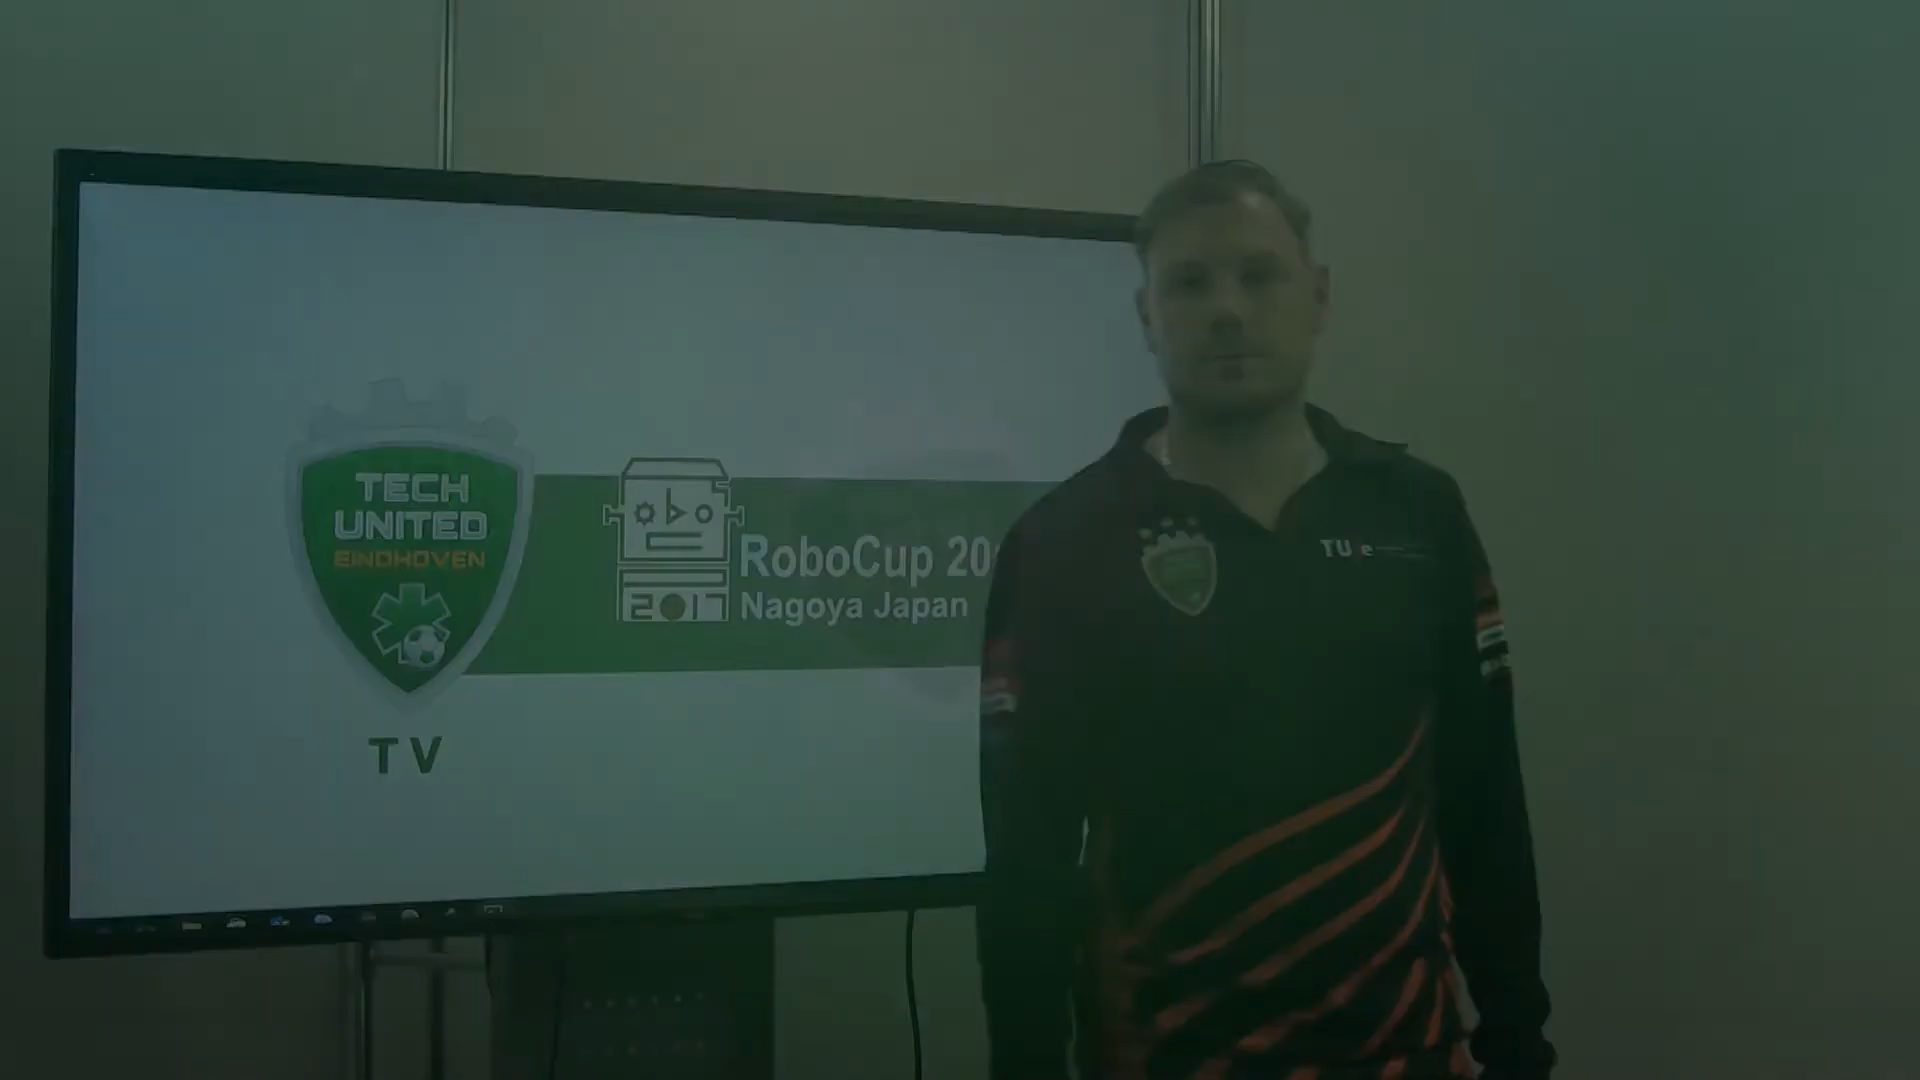 TECH
UNITED
EINDHOVEN
TV
RoboCup 20
2017
Nagoya Japan
TU e